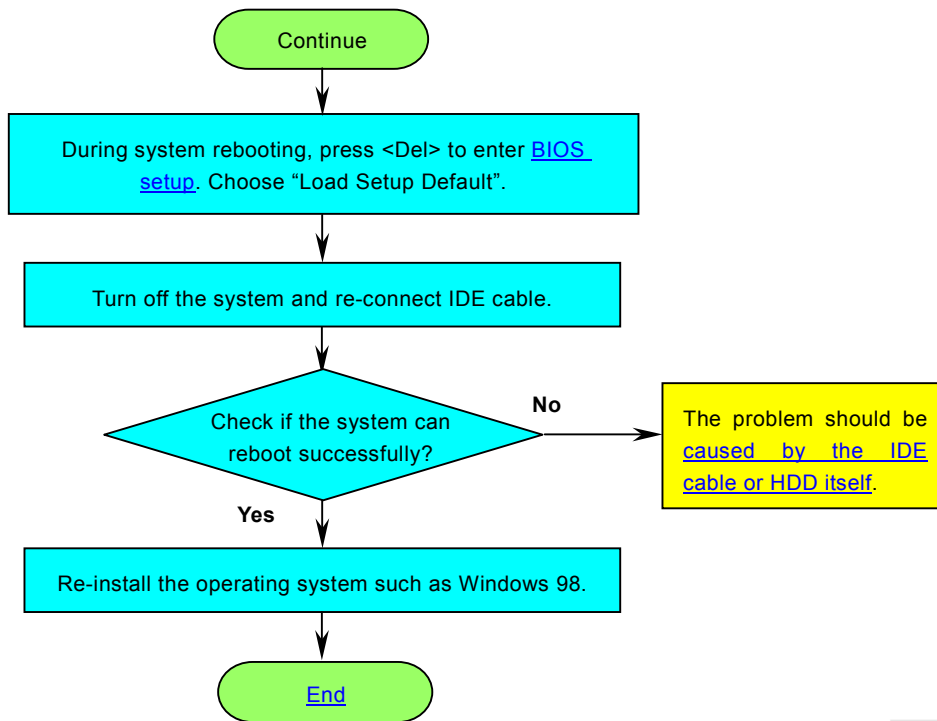 Continue
During system rebooting, press <Del> to enter BIOS
setup. Choose “Load Setup Default”.
Turn off the system and re-connect IDE cable.
Check if the system can
reboot successfully?
No
The problem should be
caused by the IDE
cable or HDD itself.
Yes
Re-install the operating system such as Windows 98.
End